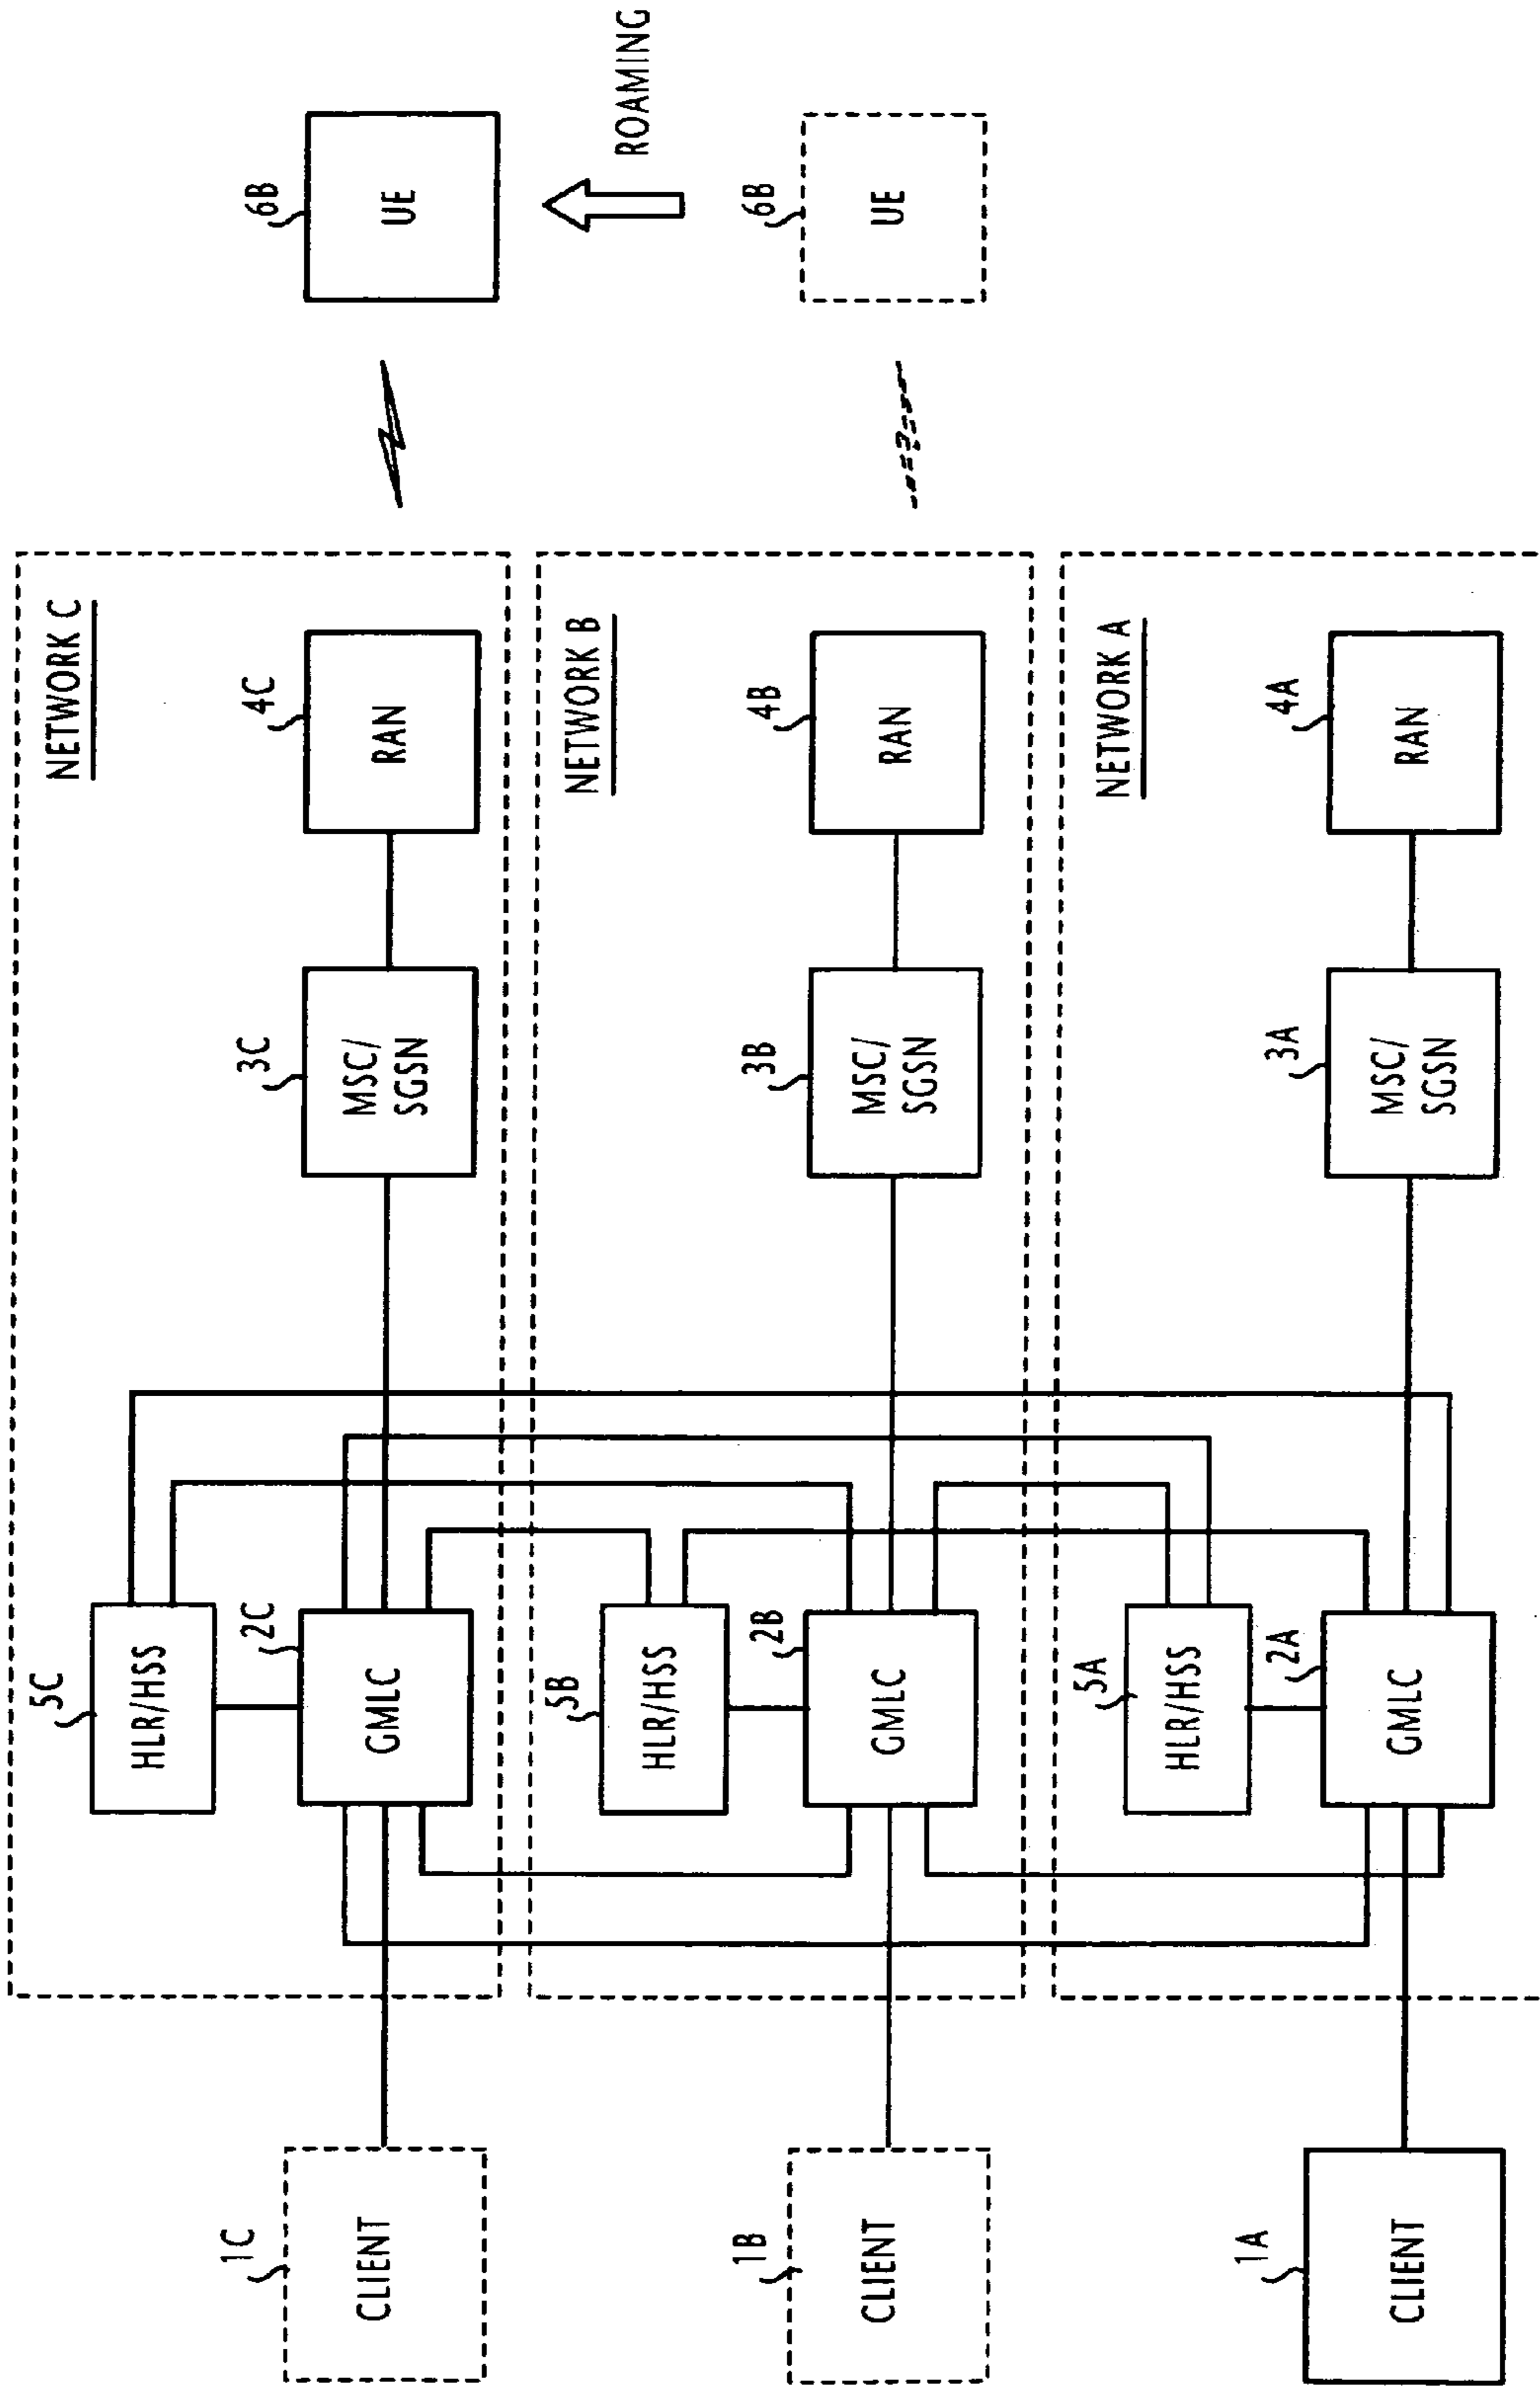 NETWORK C
5C
HLR/HSS
1C
CLIENT
2C
GMLC
3C
MSC/
SGSN
4C
RAN
6B
UE
ROAMING
NETWORK B
5B
HLR/HSS
1B
CLIENT
2B
GMLC
3B
MSC/
SGSN
4B
RAN
6B
UE
NETWORK A
5A
HLR/HSS
1A
CLIENT
2A
GMLC
3A
MSC/
SGSN
4A
RAN